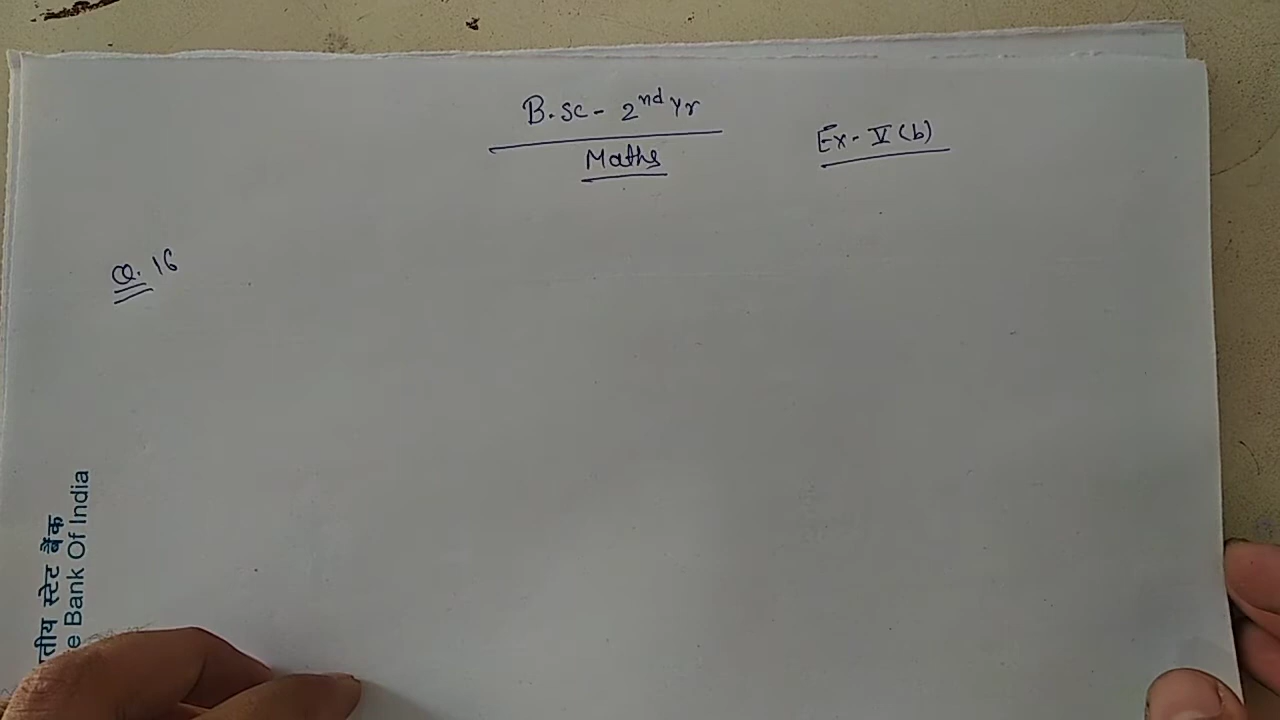 B.Sc - 2nd yr
Maths
Ex - V (b)
Q. 16
तीय स्टेट बैंक
e Bank Of India